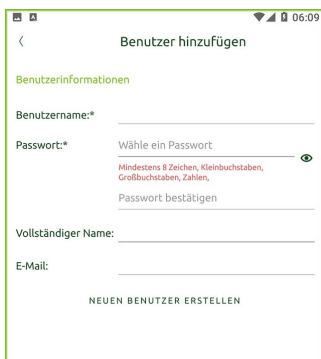 06:09
Benutzer hinzufügen
Benutzerinformationen
Benutzername:*
Passwort:*
Wähle ein Passwort
Mindestens 8 Zeichen, Kleinbuchstaben,
Großbuchstaben, Zahlen,
Passwort bestätigen
Vollständiger Name:
E-Mail:
NEUEN BENUTZER ERSTELLEN